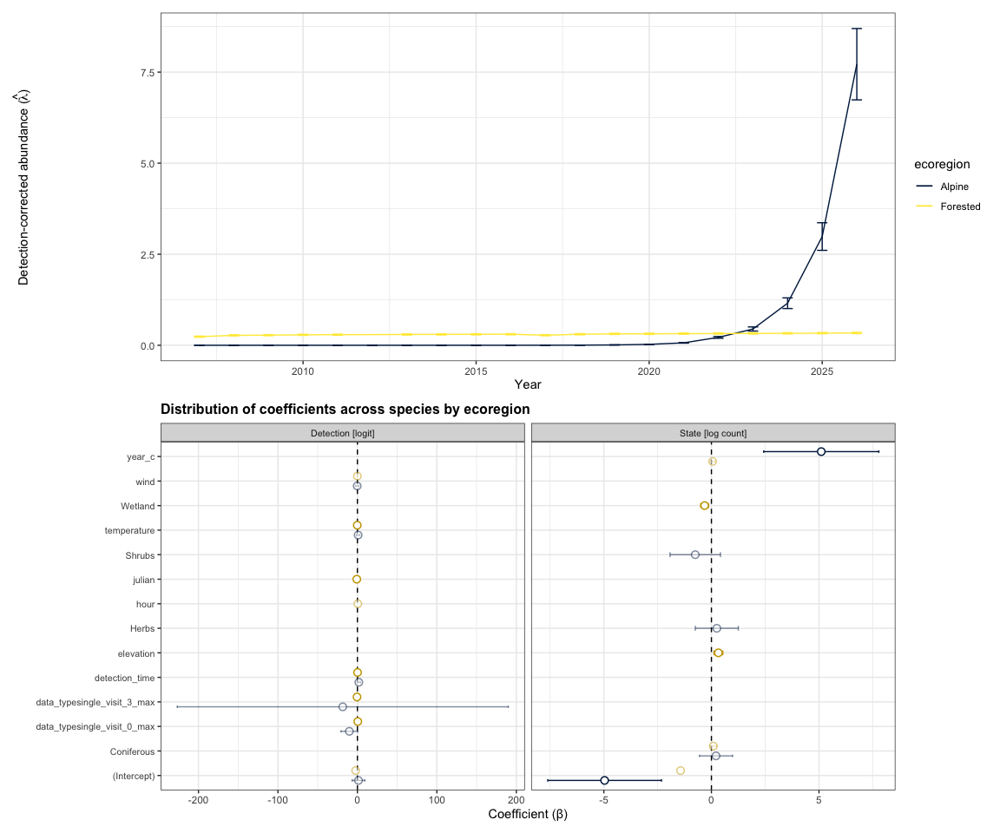 Detection-corrected abundance (λ̂)
7.5
5.0
2.5
0.0
2010
2015
2020
2025
Year
ecoregion
Alpine
Forested
Distribution of coefficients across species by ecoregion
Detection [logit]
State [log count]
year_c
wind
Wetland
temperature
Shrubs
julian
hour
Herbs
elevation
detection_time
data_typesingle_visit_3_max
data_typesingle_visit_0_max
Coniferous
(Intercept)
-200
-100
0
100
200
-5
0
5
Coefficient (β)